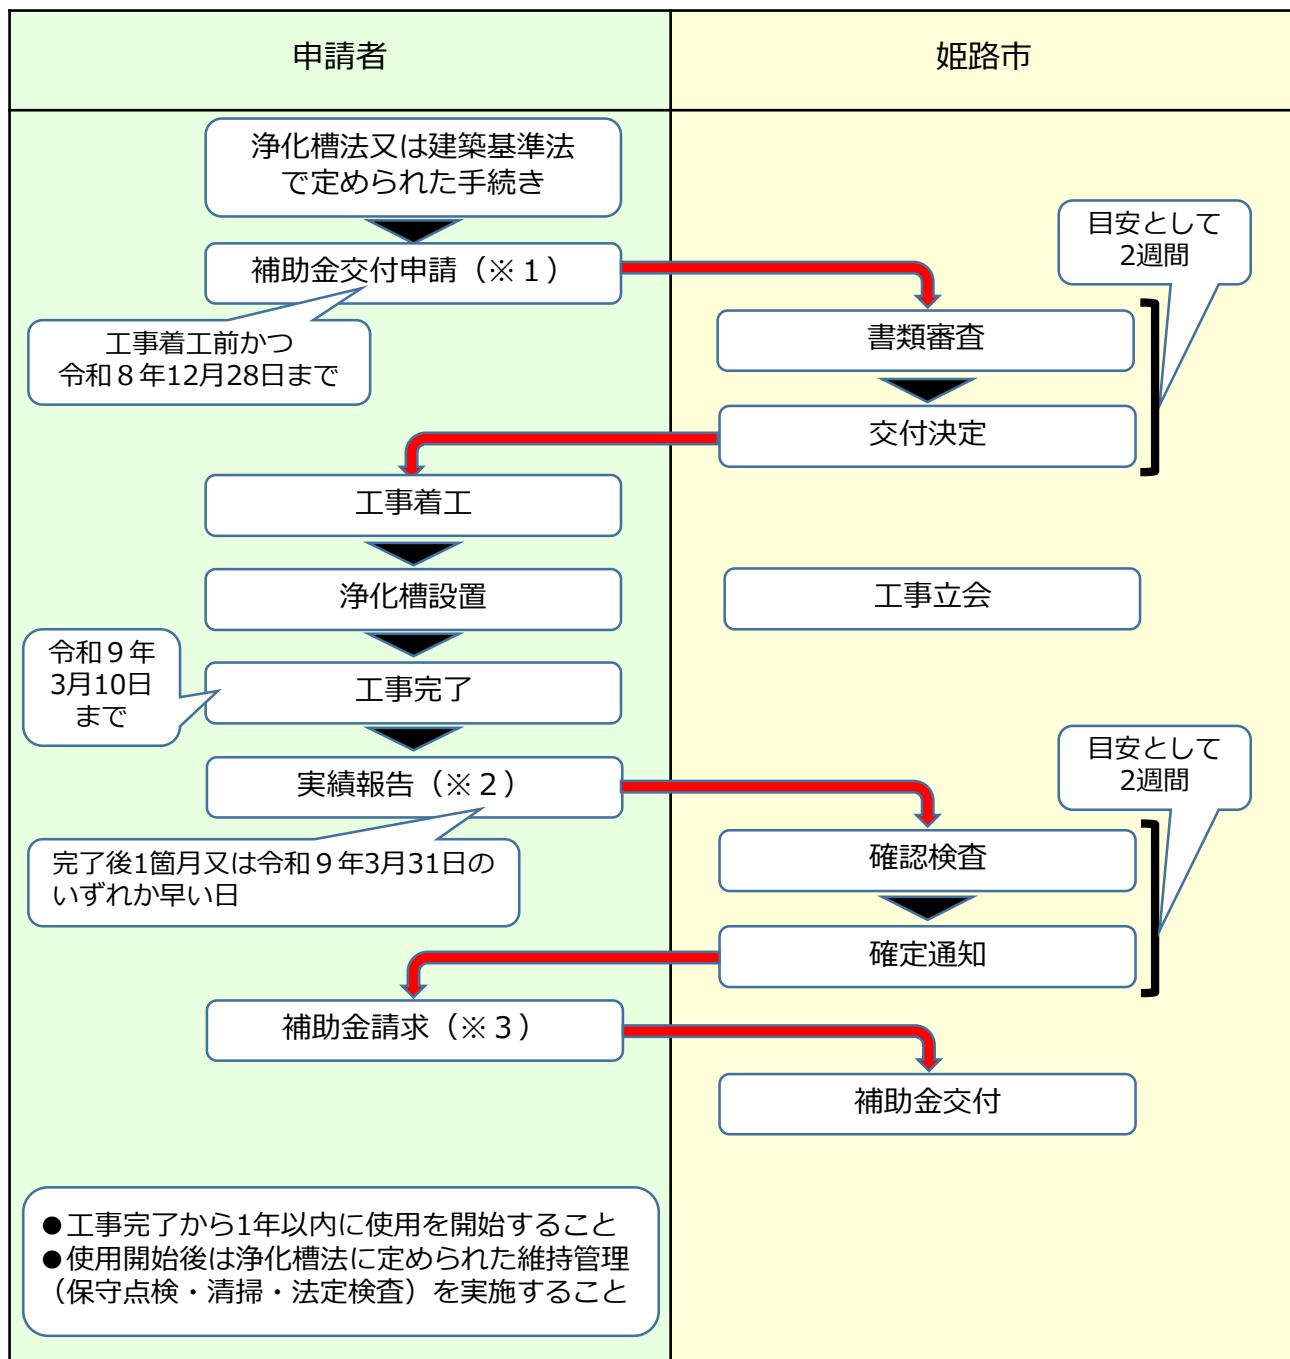 申請者
姫路市
浄化槽法又は建築基準法
で定められた手続き
補助金交付申請（※１）
工事着工前かつ
令和８年12月28日まで
目安として
2週間
書類審査
交付決定
工事着工
浄化槽設置
工事立会
令和９年
3月10日
まで
工事完了
実績報告（※２）
完了後1箇月又は令和９年3月31日の
いずれか早い日
目安として
2週間
確認検査
確定通知
補助金請求（※３）
補助金交付
●工事完了から1年以内に使用を開始すること
●使用開始後は浄化槽法に定められた維持管理
（保守点検・清掃・法定検査）を実施すること